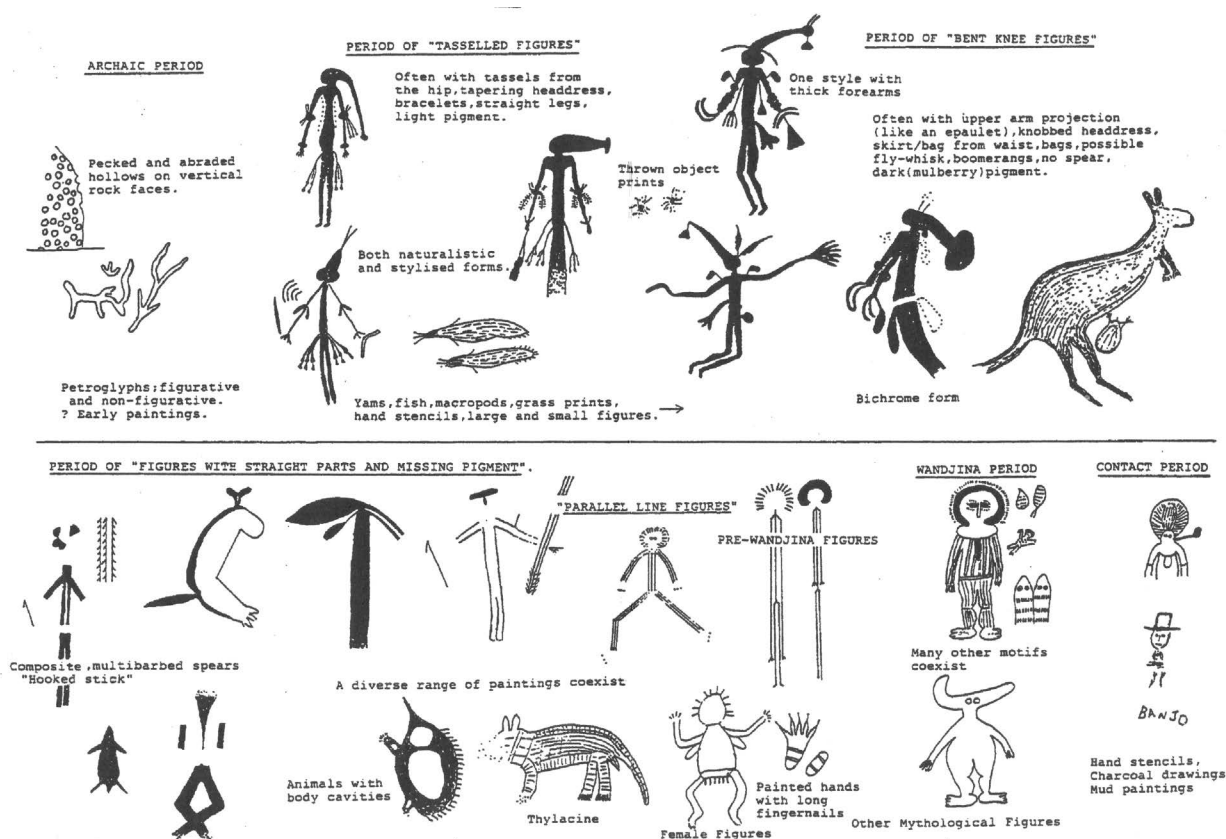 ARCHAIC PERIOD
Pecked and abraded
hollows on vertical
rock faces.
Petroglyphs;figurative
and non-figurative.
? Early paintings.
PERIOD OF "TASSELLED FIGURES"
Often with tassels from
the hip,tapering headdress,
bracelets,straight legs,
light pigment.
Both naturalistic
and stylised forms.
Yams,fish,macropods,grass prints,
hand stencils,large and small figures.→
Thrown object
prints
PERIOD OF "BENT KNEE FIGURES"
One style with
thick forearms
Often with upper arm projection
(like an epaulet),knobbed headdress,
skirt/bag from waist,bags,possible
fly-whisk,boomerangs,no spear,
dark(mulberry)pigment.
Bichrome form
PERIOD OF "FIGURES WITH STRAIGHT PARTS AND MISSING PIGMENT".
Composite,multibarbed spears
"Hooked stick"
"PARALLEL LINE FIGURES"
PRE-WANDJINA FIGURES
A diverse range of paintings coexist
Animals with
body cavities
Thylacine
Female Figures
Painted hands
with long
fingernails
WANDJINA PERIOD
Many other motifs
coexist
Other Mythological Figures
CONTACT PERIOD
BANJO
Hand stencils,
Charcoal drawings
Mud paintings